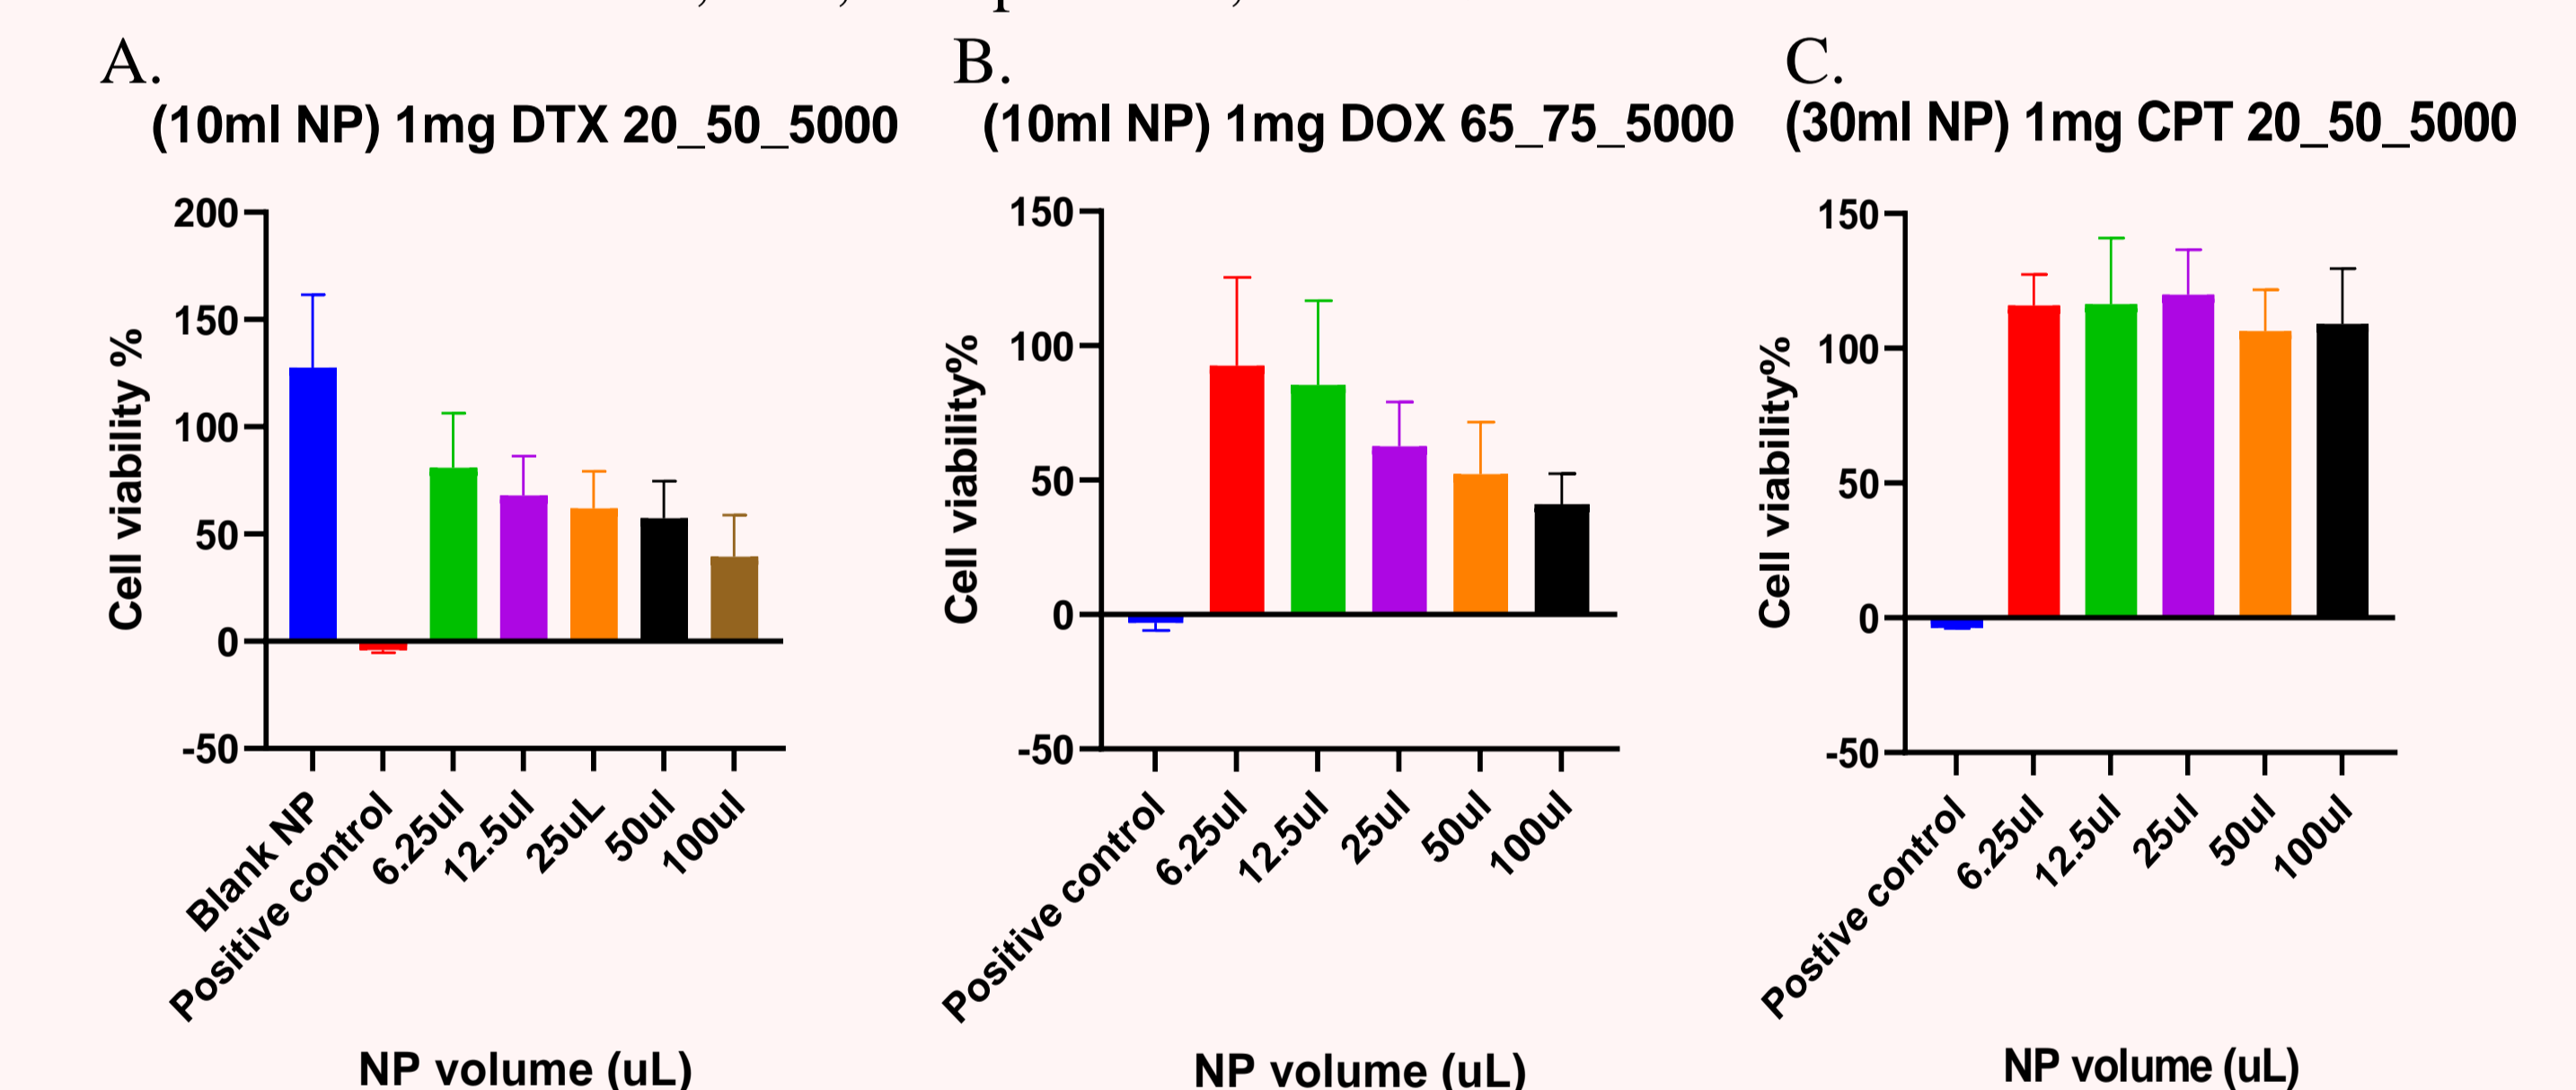 A.
(10ml NP) 1mg DTX 20_50_5000
Cell viability %
200
150
100
50
0
-50
Blank NP
Positive control
6.25ul
12.5ul
25uL
50ul
100ul
NP volume (uL)
B.
(10ml NP) 1mg DOX 65_75_5000
Cell viability%
150
100
50
0
-50
Positive control
6.25ul
12.5ul
25ul
50ul
100ul
NP volume (uL)
C.
(30ml NP) 1mg CPT 20_50_5000
Cell viability%
150
100
50
0
-50
Postive control
6.25ul
12.5ul
25ul
50ul
100ul
NP volume (uL)